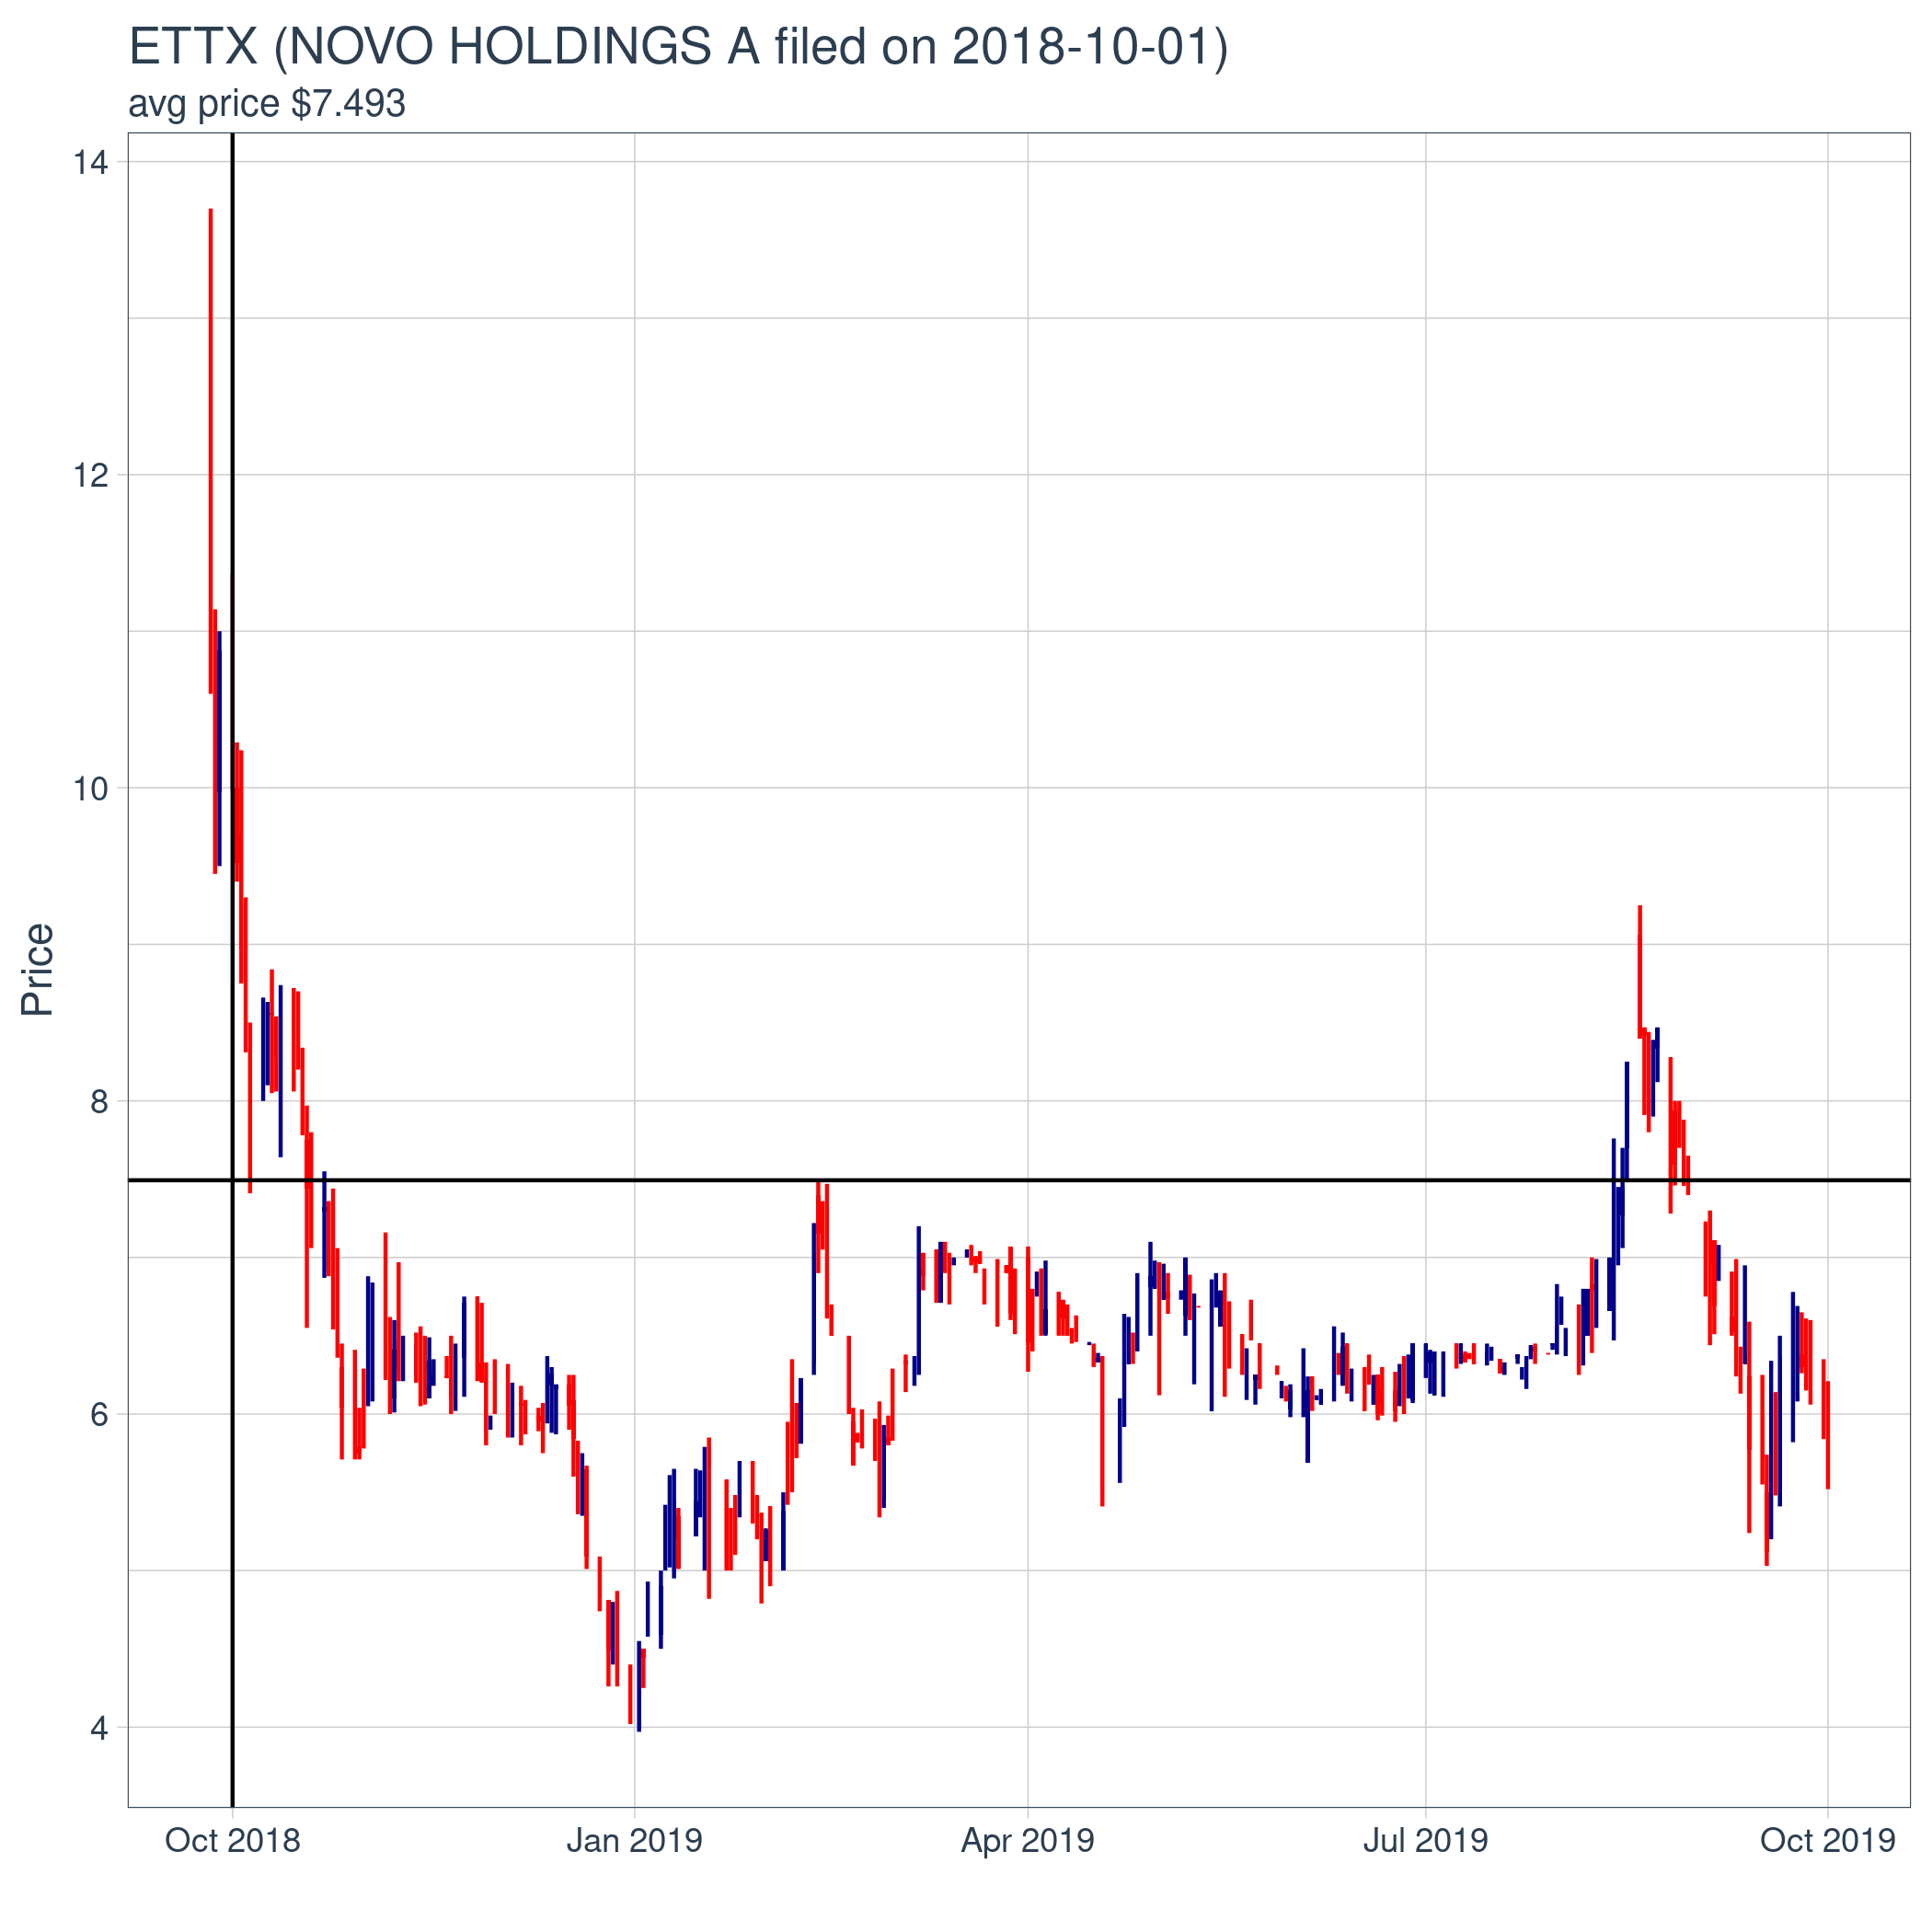 ETTX (NOVO HOLDINGS A filed on 2018-10-01)
avg price $7.493
14
12
10
8
6
4
Price
Oct 2018
Jan 2019
Apr 2019
Jul 2019
Oct 2019